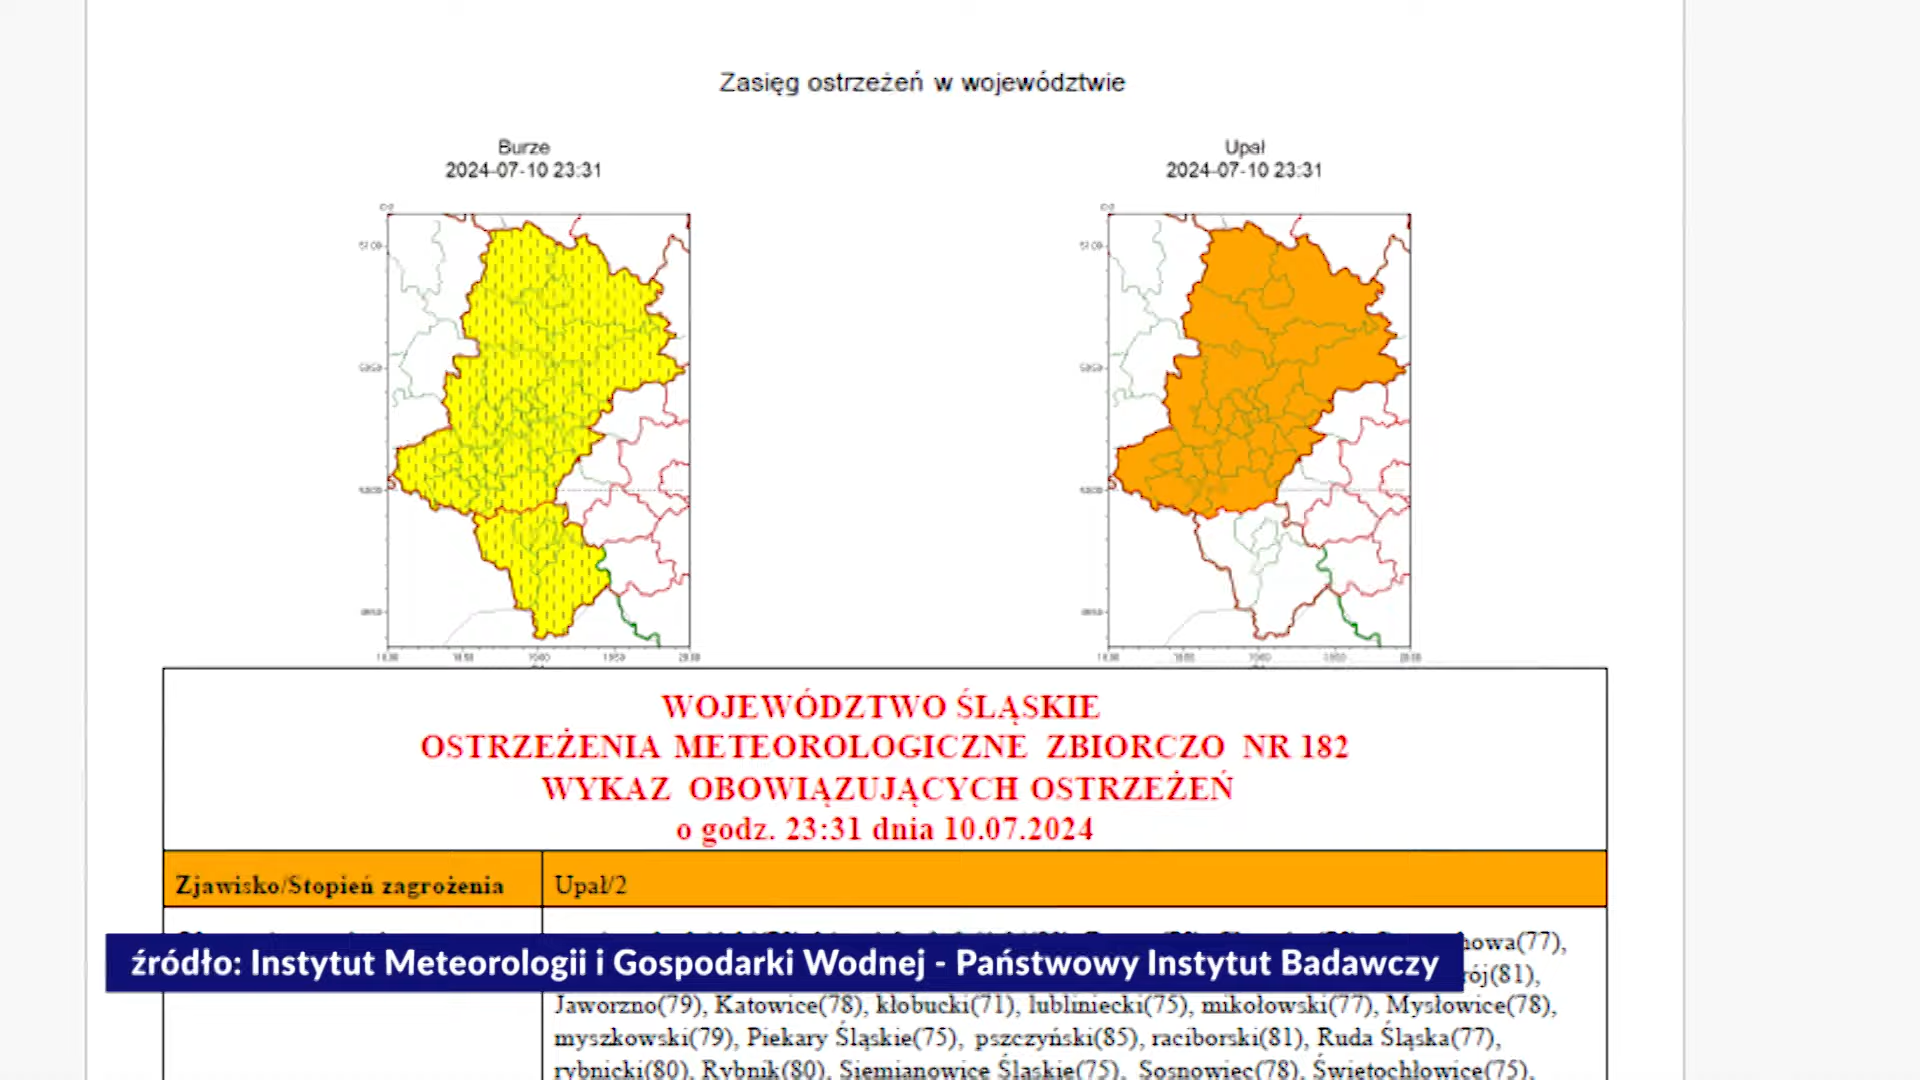 Zasięg ostrzeżeń w województwie
Burze
2024-07-10 23:31
Upał
2024-07-10 23:31
WOJEWÓDZTWO ŚLĄSKIE
OSTRZEŻENIA METEOROLOGICZNE ZBIORCZO NR 182
WYKAZ OBOWIĄZUJĄCYCH OSTRZEŻEŃ
o godz. 23:31 dnia 10.07.2024
Zjawisko/Stopień zagrożenia
Upał/2
źródło: Instytut Meteorologii i Gospodarki Wodnej - Państwowy Instytut Badawczy
Jaworzno(79), Katowice(78), kłobucki(71), lubliniecki(75), mikołowski(77), Mysłowice(78),
myszkowski(79), Piekary Śląskie(75), pszczyński(85), raciborski(81), Ruda Śląska(77),
rybnicki(80), Rybnik(80), Siemianowice Śląskie(75), Sosnowiec(78), Świętochłowice(75),